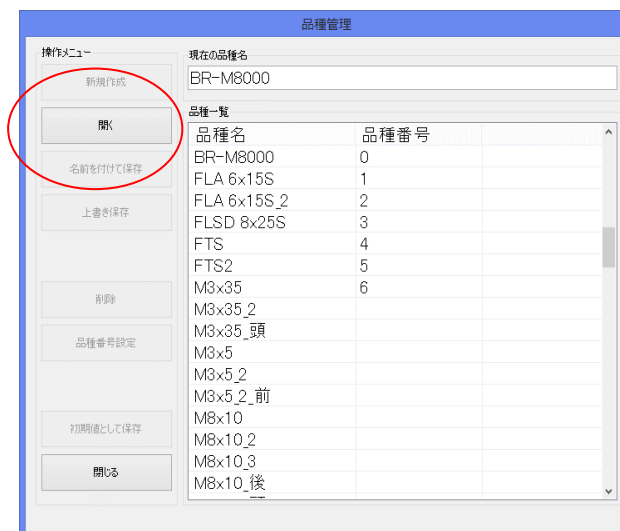 品種管理
操作メニュー
新規作成
開く
名前を付けて保存
上書き保存
削除
品種番号設定
初期値として保存
閉じる
現在の品種名
BR-M8000
品種一覧
品種名 品種番号
BR-M8000 0
FLA 6x15S 1
FLA 6x15S_2 2
FLSD 8x25S 3
FTS 4
FTS2 5
M3x35 6
M3x35_2
M3x35_頭
M3x5
M3x5_2
M3x5_2_前
M8x10
M8x10_2
M8x10_3
M8x10_後